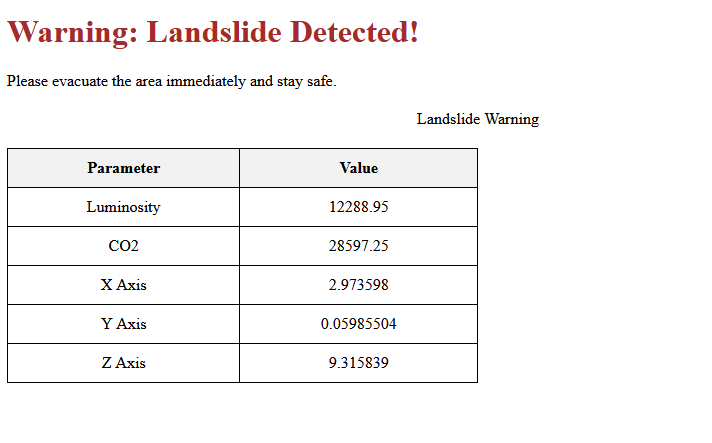 Warning: Landslide Detected!
Please evacuate the area immediately and stay safe.
Landslide Warning
Parameter Value
Luminosity 12288.95
CO2 28597.25
X Axis 2.973598
Y Axis 0.05985504
Z Axis 9.315839